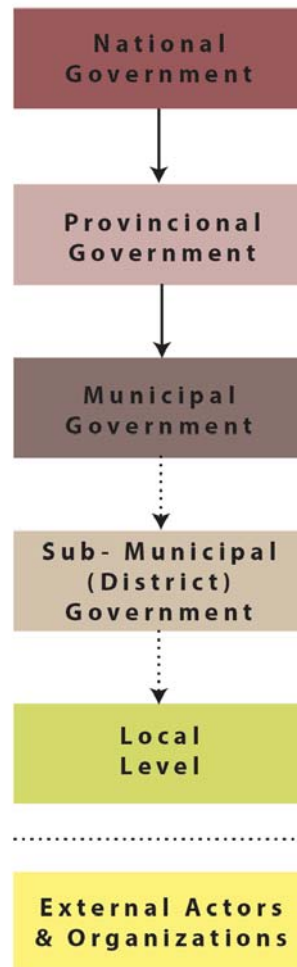 National
Government
Provincional
Government
Municipal
Government
Sub- Municipal
(District)
Government
Local
Level
External Actors
& Organizations